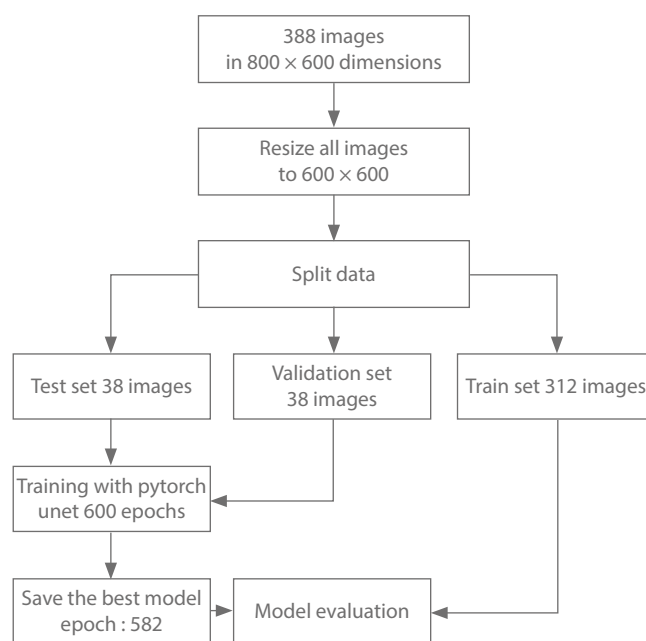 388 images
in 800 × 600 dimensions
Resize all images
to 600 × 600
Split data
Test set 38 images
Validation set
38 images
Train set 312 images
Training with pytorch
unet 600 epochs
Save the best model
epoch : 582
Model evaluation